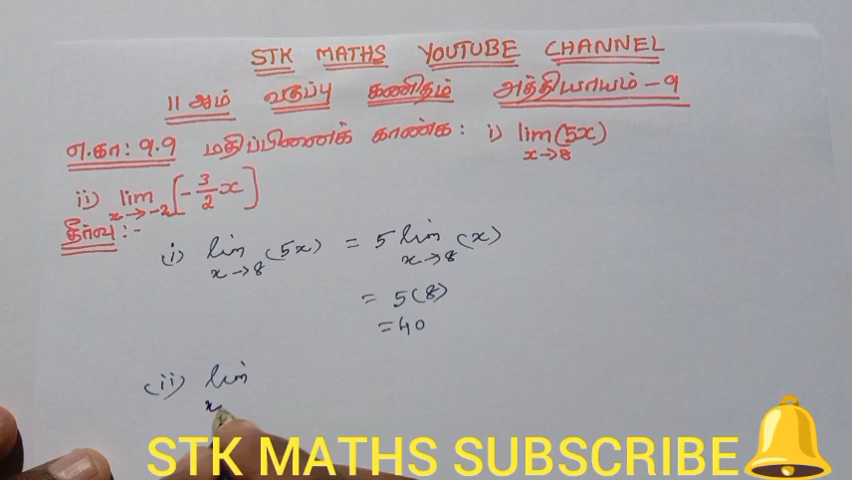 STK MATHS YOUTUBE CHANNEL
11 ஆம் வகுப்பு கணிதம் அத்தியாயம் - 9
எ.கா: 9.9 மதிப்பினைக் காண்க: i) lim(5x)
x→8
ii) lim [-3/2 x]
x→-2
தீர்வு:-
(i) lim (5x) = 5 lim (x)
x→8 x→8
= 5(8)
= 40
(ii) lim
x
STK MATHS SUBSCRIBE